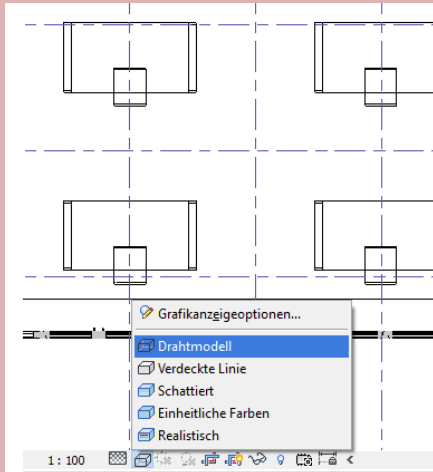 Grafikanzeigeoptionen...
Drahtmodell
Verdeckte Linie
Schattiert
Einheitliche Farben
Realistisch
1 : 100